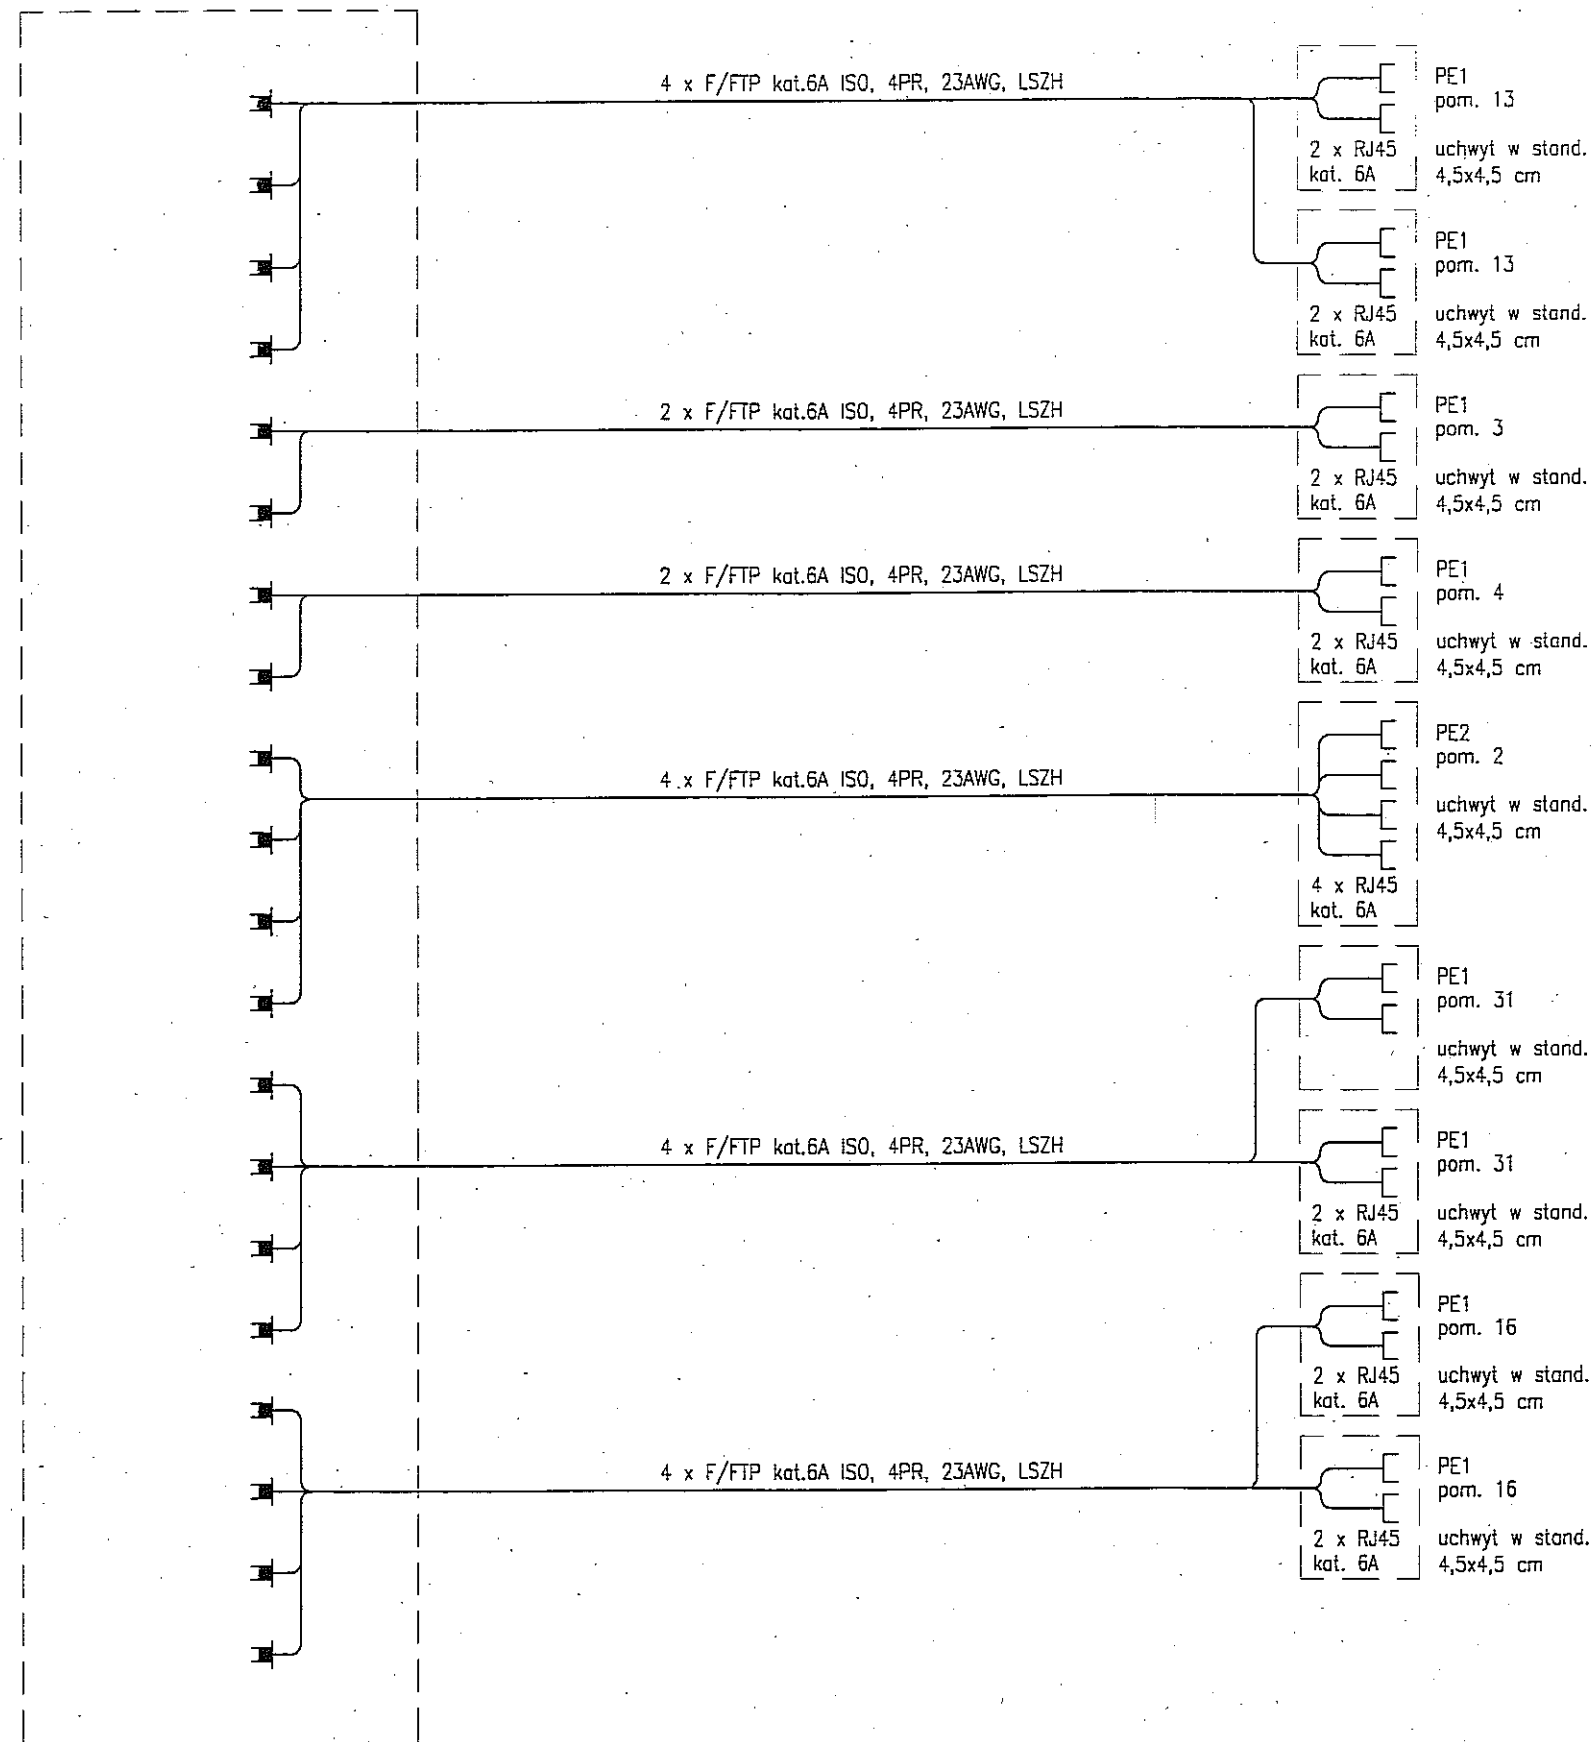 4 x F/FTP kat.6A ISO, 4PR, 23AWG, LSZH
PE1
pom. 13
2 x RJ45
kat. 6A
uchwyt w stand.
4,5x4,5 cm
PE1
pom. 13
2 x RJ45
kat. 6A
uchwyt w stand.
4,5x4,5 cm
2 x F/FTP kat.6A ISO, 4PR, 23AWG, LSZH
PE1
pom. 3
2 x RJ45
kat. 6A
uchwyt w stand.
4,5x4,5 cm
2 x F/FTP kat.6A ISO, 4PR, 23AWG, LSZH
PE1
pom. 4
2 x RJ45
kat. 6A
uchwyt w stand.
4,5x4,5 cm
4 x F/FTP kat.6A ISO, 4PR, 23AWG, LSZH
PE2
pom. 2
uchwyt w stand.
4,5x4,5 cm
4 x RJ45
kat. 6A
PE1
pom. 31
uchwyt w stand.
4,5x4,5 cm
4 x F/FTP kat.6A ISO, 4PR, 23AWG, LSZH
PE1
pom. 31
2 x RJ45
kat. 6A
uchwyt w stand.
4,5x4,5 cm
PE1
pom. 16
2 x RJ45
kat. 6A
uchwyt w stand.
4,5x4,5 cm
4 x F/FTP kat.6A ISO, 4PR, 23AWG, LSZH
PE1
pom. 16
2 x RJ45
kat. 6A
uchwyt w stand.
4,5x4,5 cm